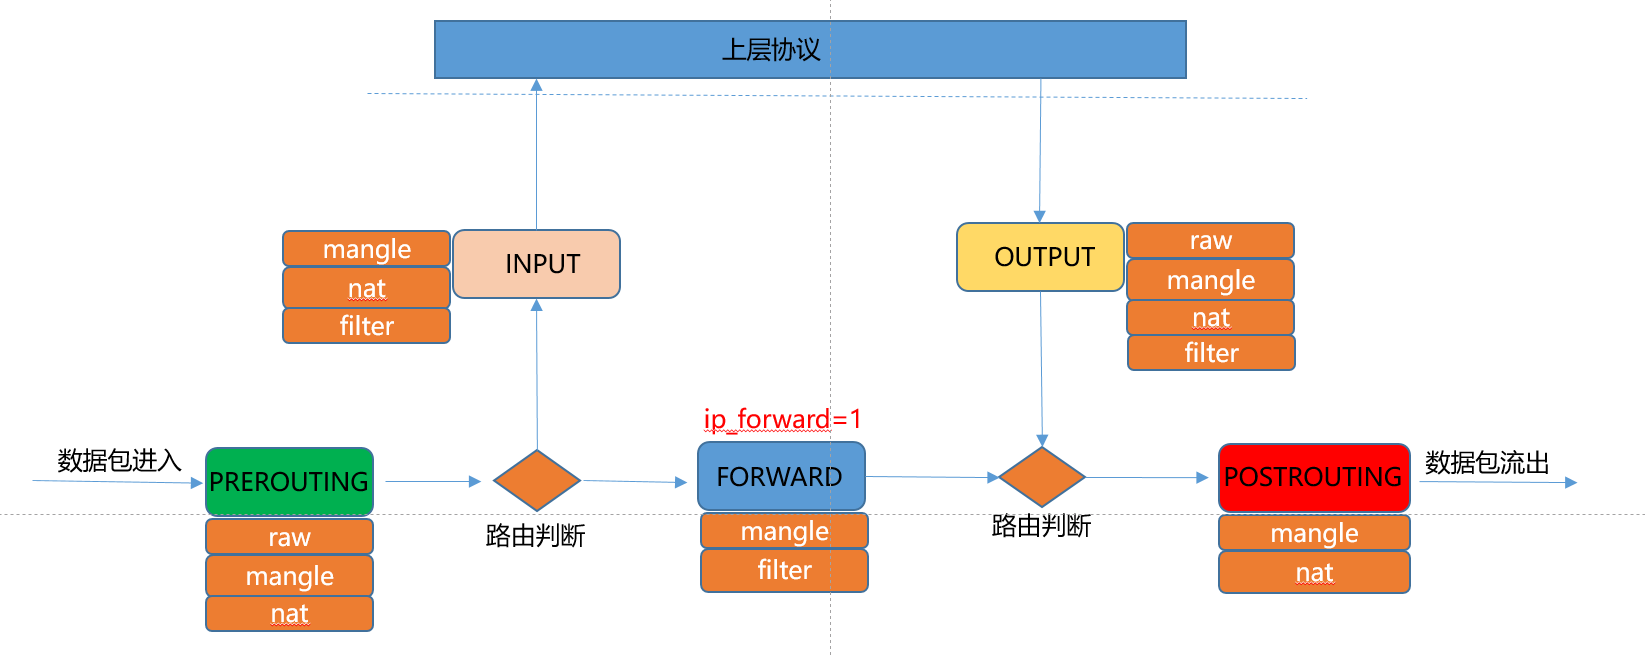 上层协议
mangle
nat
filter
INPUT
OUTPUT
raw
mangle
nat
filter
数据包进入
PREROUTING
raw
mangle
nat
路由判断
ip_forward=1
FORWARD
mangle
filter
路由判断
POSTROUTING
mangle
nat
数据包流出